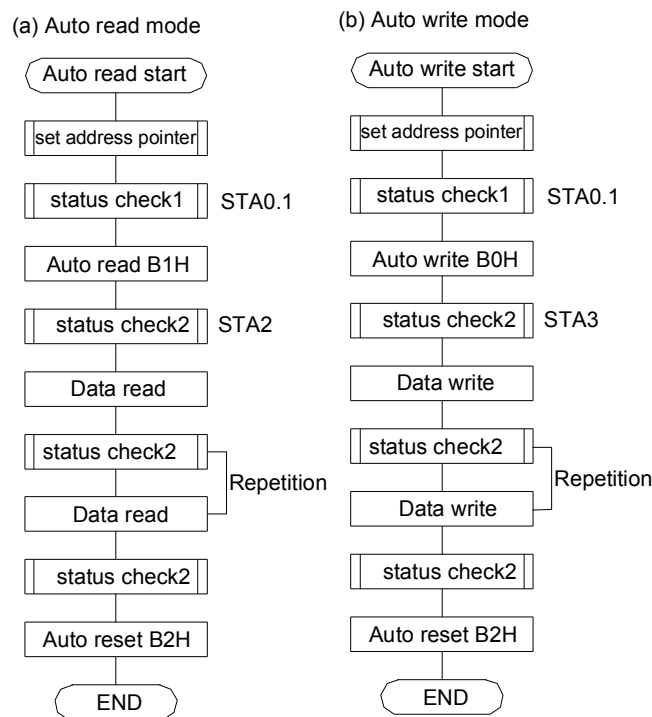 (a) Auto read mode
Auto read start
set address pointer
status check1
STA0.1
Auto read B1H
status check2
STA2
Data read
status check2
Repetition
Data read
status check2
Auto reset B2H
END
(b) Auto write mode
Auto write start
set address pointer
status check1
STA0.1
Auto write B0H
status check2
STA3
Data write
status check2
Repetition
Data write
status check2
Auto reset B2H
END